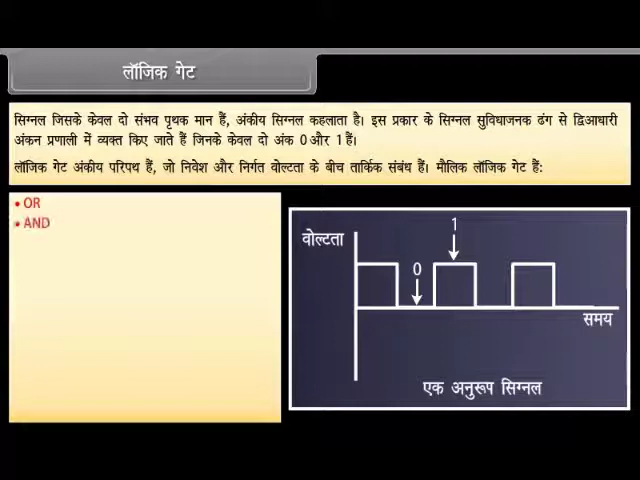 लॉजिक गेट
सिग्नल जिसके केवल दो संभव पृथक मान हैं, अंकीय सिग्नल कहलाता है। इस प्रकार के सिग्नल सुविधाजनक ढंग से द्विआधारी
अंकन प्रणाली में व्यक्त किए जाते हैं जिनके केवल दो अंक 0 और 1 हैं।
लॉजिक गेट अंकीय परिपथ हैं, जो निवेश और निर्गत वोल्टता के बीच तार्किक संबंध हैं। मौलिक लॉजिक गेट हैं:
• OR
• AND
वोल्टता
1
0
समय
एक अनुरूप सिग्नल